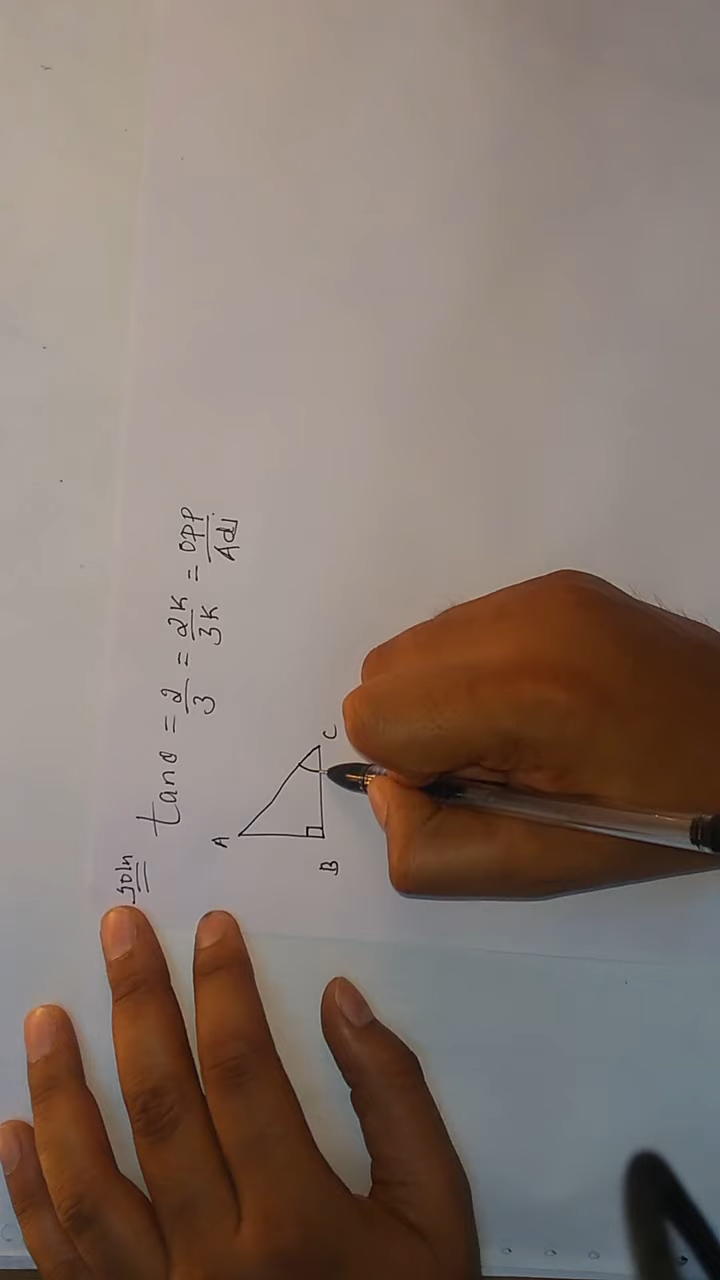 soln
tanθ = 2/3 = 2K/3K = OPP/Adj
A
B
C